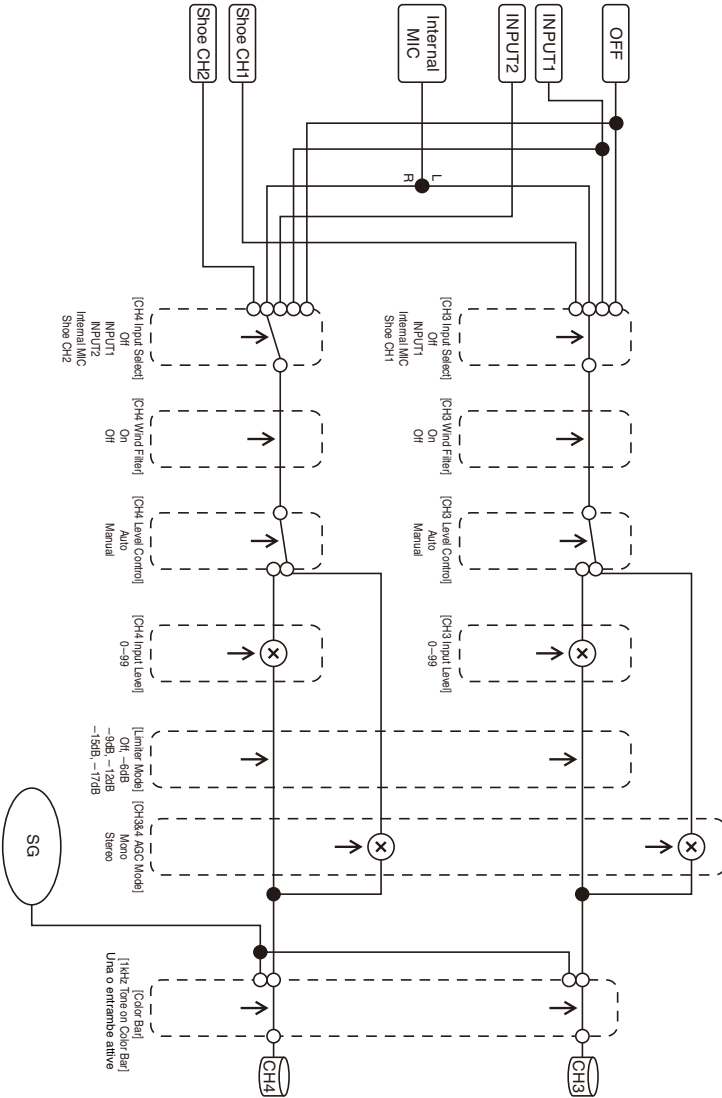 OFF
INPUT1
INPUT2
Internal
MIC
L
R
Shoe CH1
Shoe CH2
[CH3 Input Select]
Off
INPUT1
Internal MIC
Shoe CH1
[CH3 Wind Filter]
On
Off
[CH3 Level Control]
Auto
Manual
[CH3 Input Level]
0–99
[CH4 Input Select]
Off
INPUT1
INPUT2
Internal MIC
Shoe CH2
[CH4 Wind Filter]
On
Off
[CH4 Level Control]
Auto
Manual
[CH4 Input Level]
0–99
[Limiter Mode]
Off, –6dB
–9dB, –12dB
–15dB, –17dB
[CH3&4 AGC Mode]
Mono
Stereo
[Color Bar]
[1kHz Tone on Color Bar]
Una o entrambe attive
SG
CH3
CH4